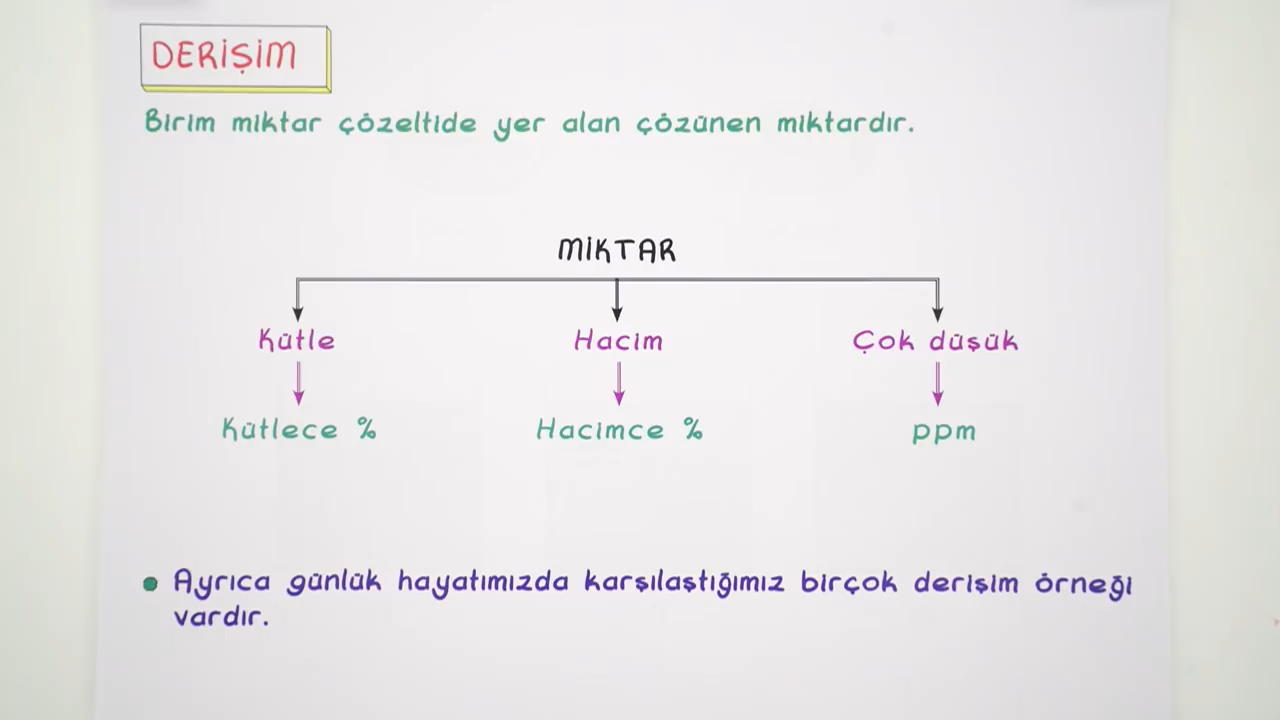 DERİŞİM
Birim miktar çözeltide yer alan çözünen miktardır.
MİKTAR
Kütle Hacim Çok düşük
Kütlece % Hacimce % ppm
Ayrıca günlük hayatımızda karşılaştığımız birçok derişim örneği
vardır.